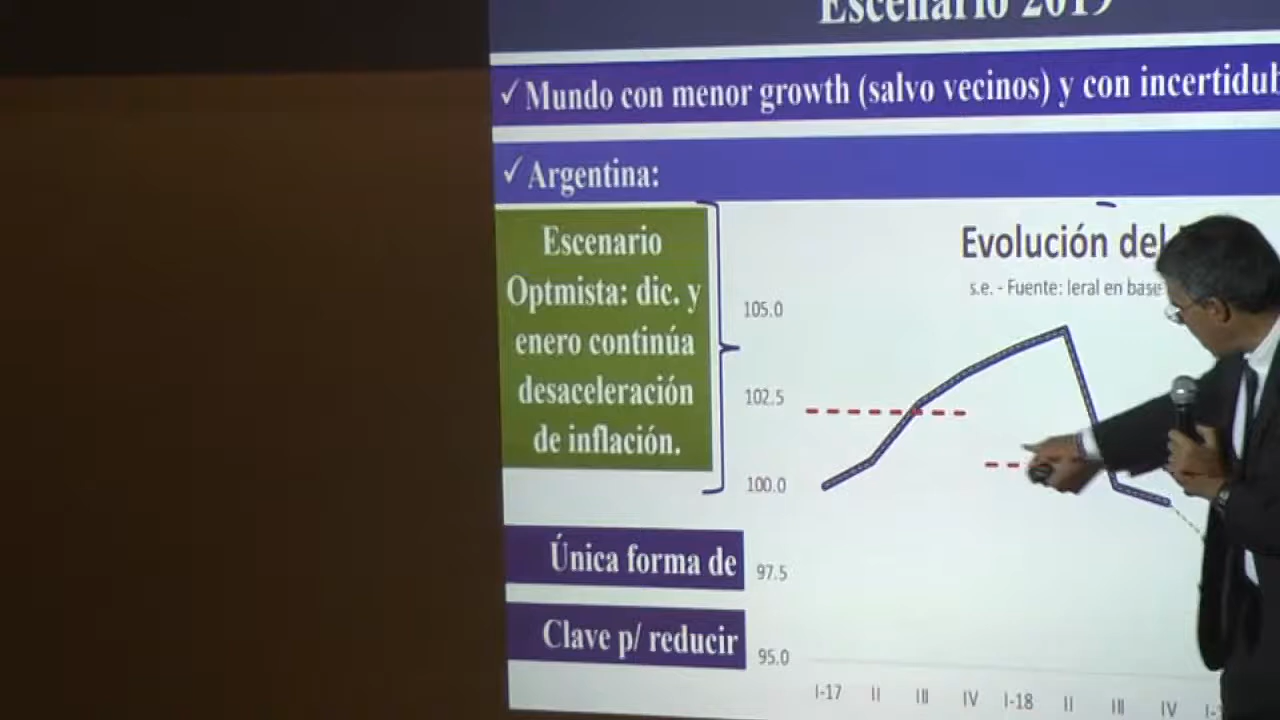 Escenario 2019
✓ Mundo con menor growth (salvo vecinos) y con incertidub
✓ Argentina:
Escenario
Optmista: dic. y
enero continúa
desaceleración
de inflación.
Única forma de
Clave p/ reducir
Evolución del
s.e. - Fuente: Ieral en base
105.0
102.5
100.0
97.5
95.0
I-17 II III IV I-18 II III IV I-